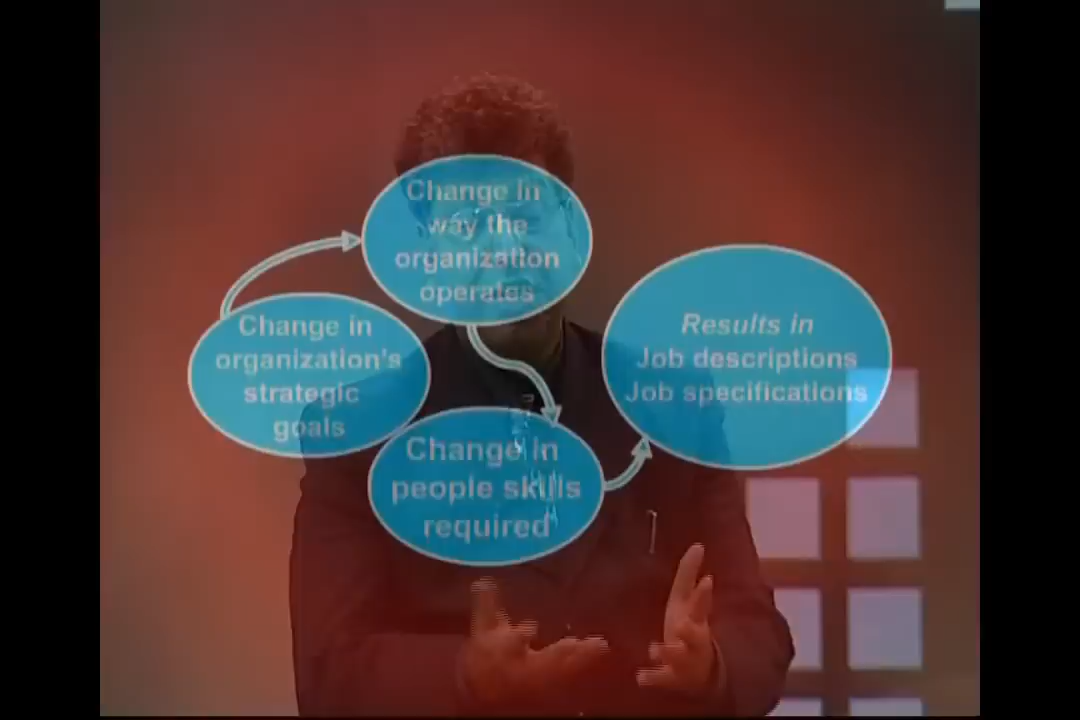 Change in
way the
organization
operates
Change in
organization's
strategic
goals
Change in
people skills
required
Results in
Job descriptions
Job specifications